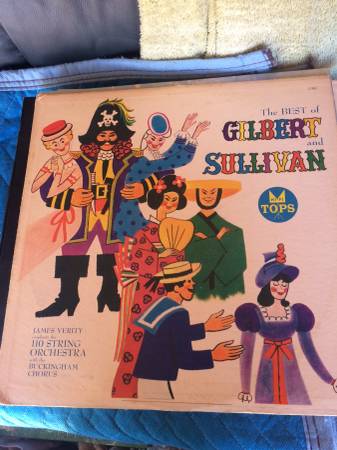 The BEST of
GILBERT
and
SULLIVAN
TOPS
JAMES VERITY
conducts the
110 STRING
ORCHESTRA
with the
BUCKINGHAM
CHORUS